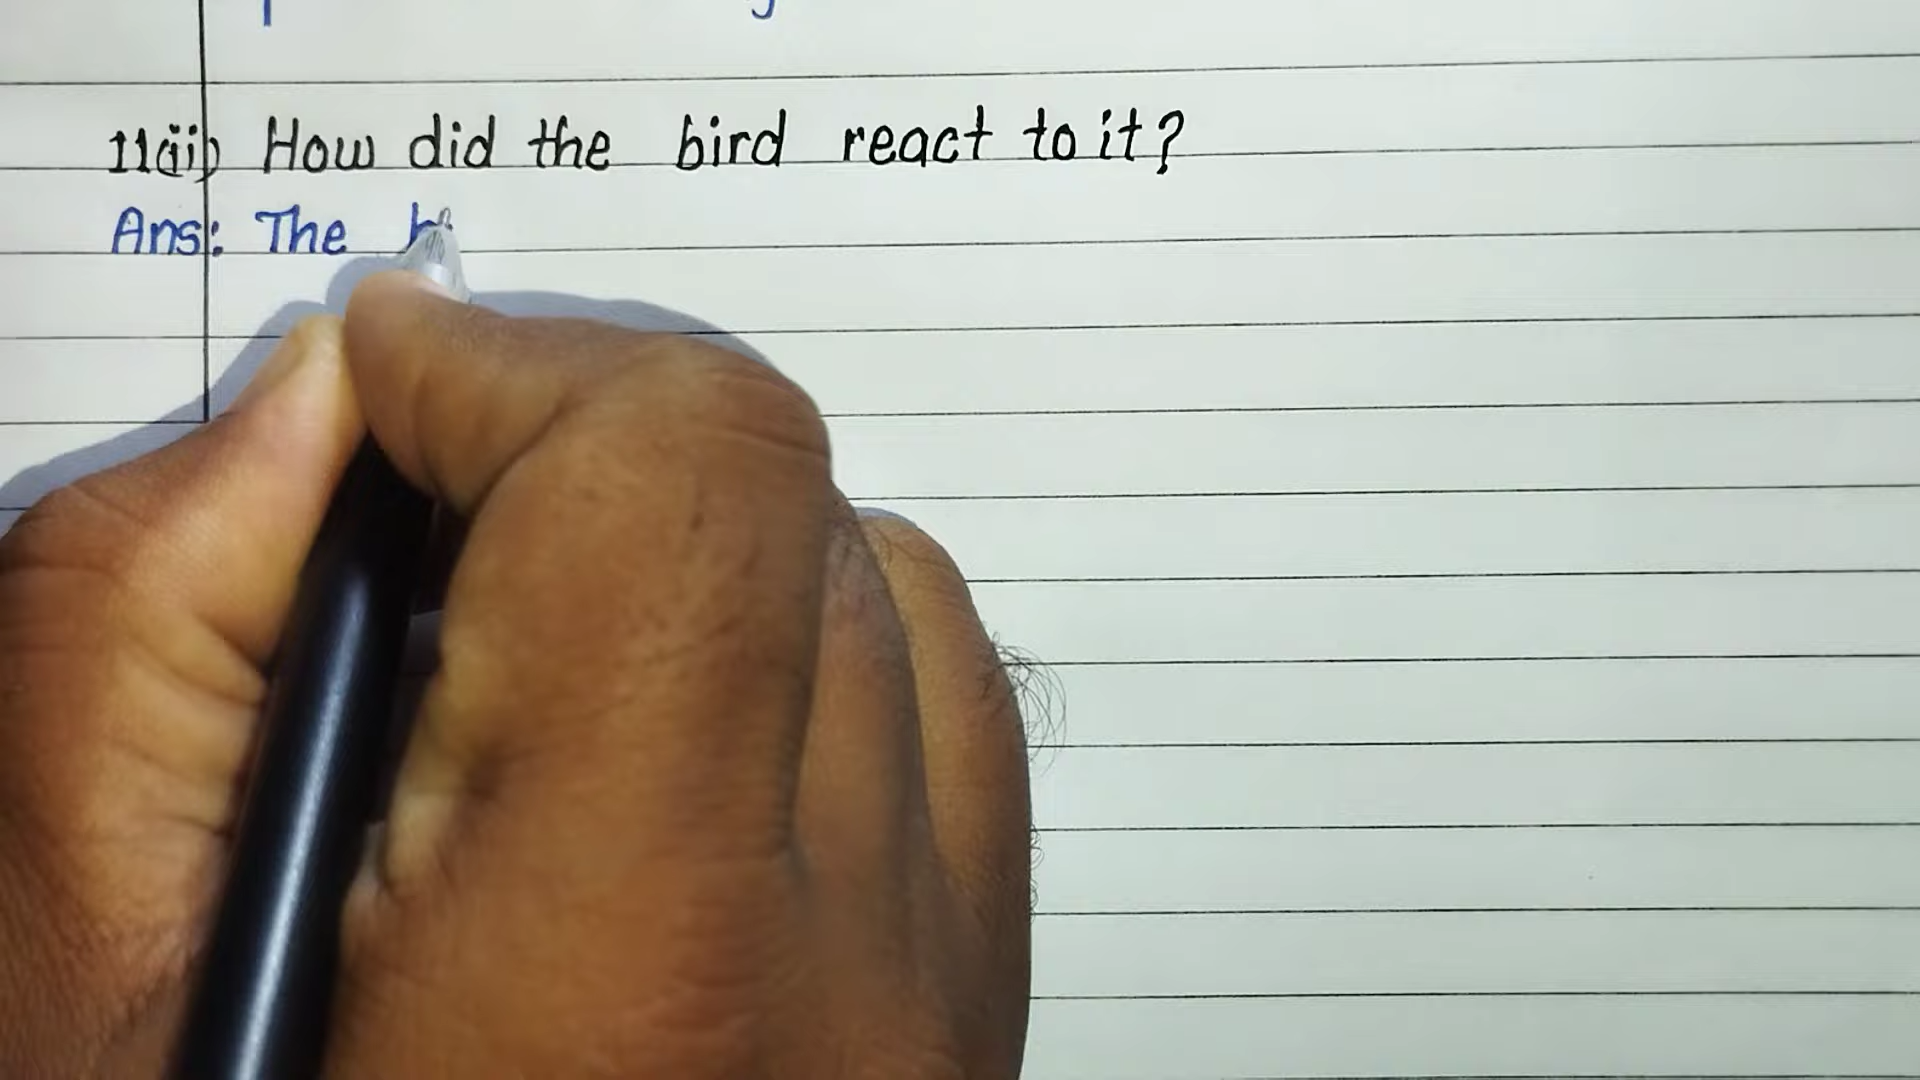 11(ii) How did the bird react to it?
Ans: The